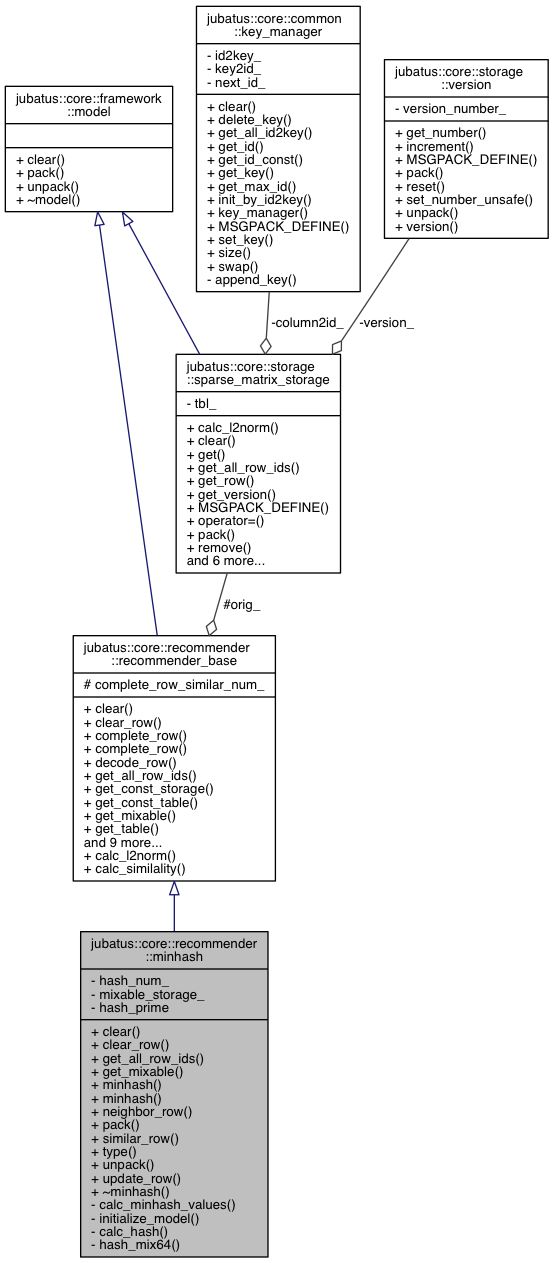 jubatus::core::common
::key_manager
- id2key_
- key2id_
- next_id_
+ clear()
+ delete_key()
+ get_all_id2key()
+ get_id()
+ get_id_const()
+ get_key()
+ get_max_id()
+ init_by_id2key()
+ key_manager()
+ MSGPACK_DEFINE()
+ set_key()
+ size()
+ swap()
- append_key()
jubatus::core::storage
::version
- version_number_
+ get_number()
+ increment()
+ MSGPACK_DEFINE()
+ pack()
+ reset()
+ set_number_unsafe()
+ unpack()
+ version()
jubatus::core::framework
::model
+ clear()
+ pack()
+ unpack()
+ ~model()
-column2id_
-version_
jubatus::core::storage
::sparse_matrix_storage
- tbl_
+ calc_l2norm()
+ clear()
+ get()
+ get_all_row_ids()
+ get_row()
+ get_version()
+ MSGPACK_DEFINE()
+ operator=()
+ pack()
+ remove()
and 6 more...
#orig_
jubatus::core::recommender
::recommender_base
# complete_row_similar_num_
+ clear()
+ clear_row()
+ complete_row()
+ complete_row()
+ decode_row()
+ get_all_row_ids()
+ get_const_storage()
+ get_const_table()
+ get_mixable()
+ get_table()
and 9 more...
+ calc_l2norm()
+ calc_similality()
jubatus::core::recommender
::minhash
- hash_num_
- mixable_storage_
- hash_prime
+ clear()
+ clear_row()
+ get_all_row_ids()
+ get_mixable()
+ minhash()
+ minhash()
+ neighbor_row()
+ pack()
+ similar_row()
+ type()
+ unpack()
+ update_row()
+ ~minhash()
- calc_minhash_values()
- initialize_model()
- calc_hash()
- hash_mix64()